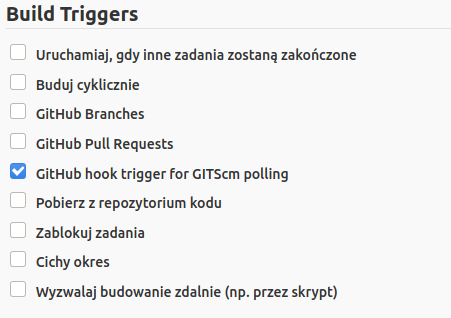 Build Triggers
Uruchamiaj, gdy inne zadania zostaną zakończone
Buduj cyklicznie
GitHub Branches
GitHub Pull Requests
GitHub hook trigger for GITScm polling
Pobierz z repozytorium kodu
Zablokuj zadania
Cichy okres
Wyzwalaj budowanie zdalnie (np. przez skrypt)